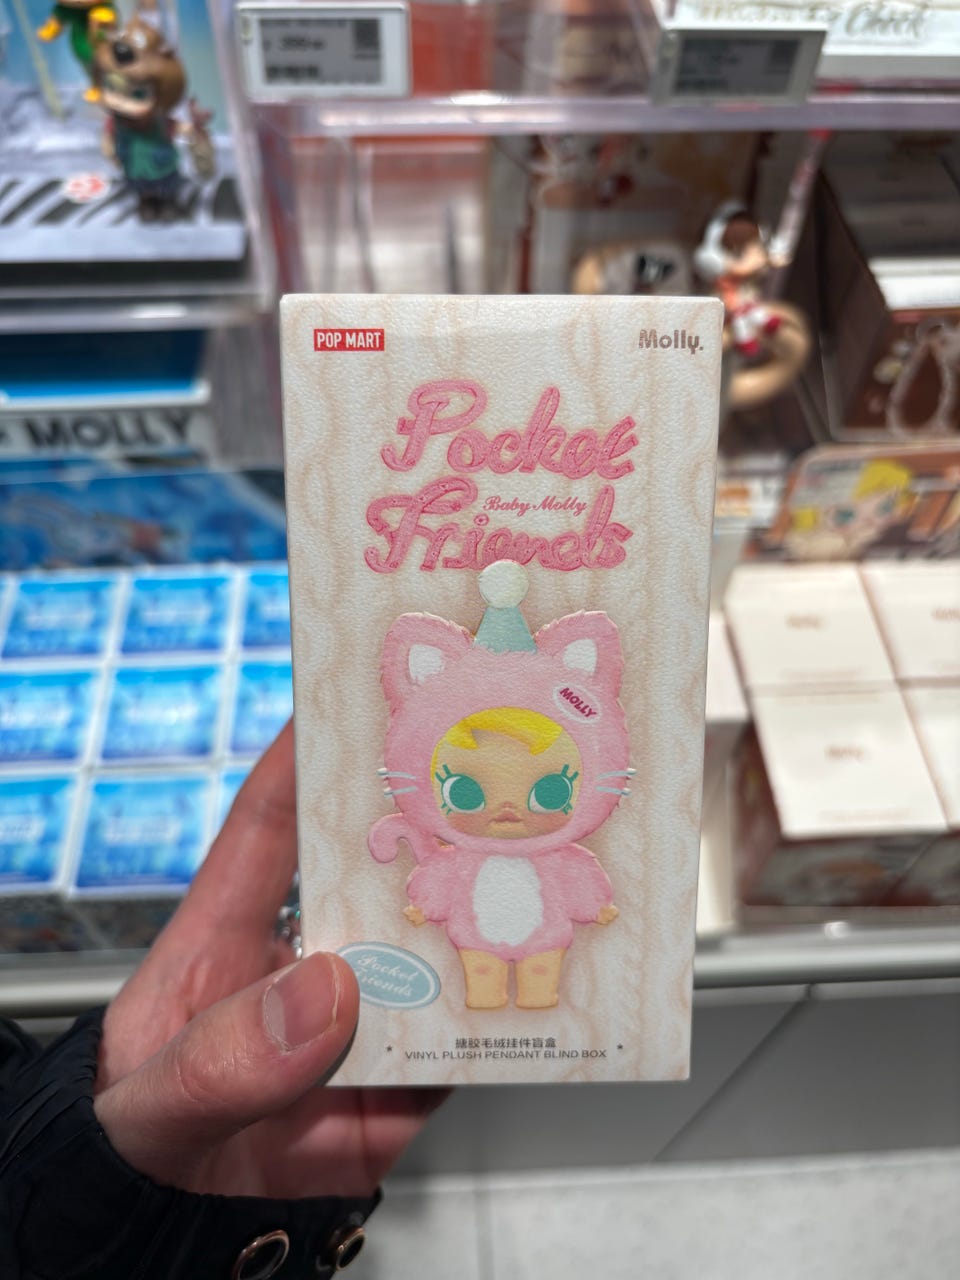 Check
MOLLY
POP MART
Molly.
Pocket
Baby Molly
Friends
MOLLY
Pocket
Friends
搪胶毛绒挂件盲盒
* VINYL PLUSH PENDANT BLIND BOX *